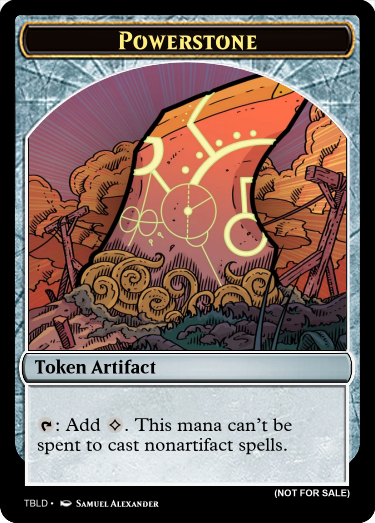 POWERSTONE
Token Artifact
: Add . This mana can't be
spent to cast nonartifact spells.
(NOT FOR SALE)
TBLD • SAMUEL ALEXANDER